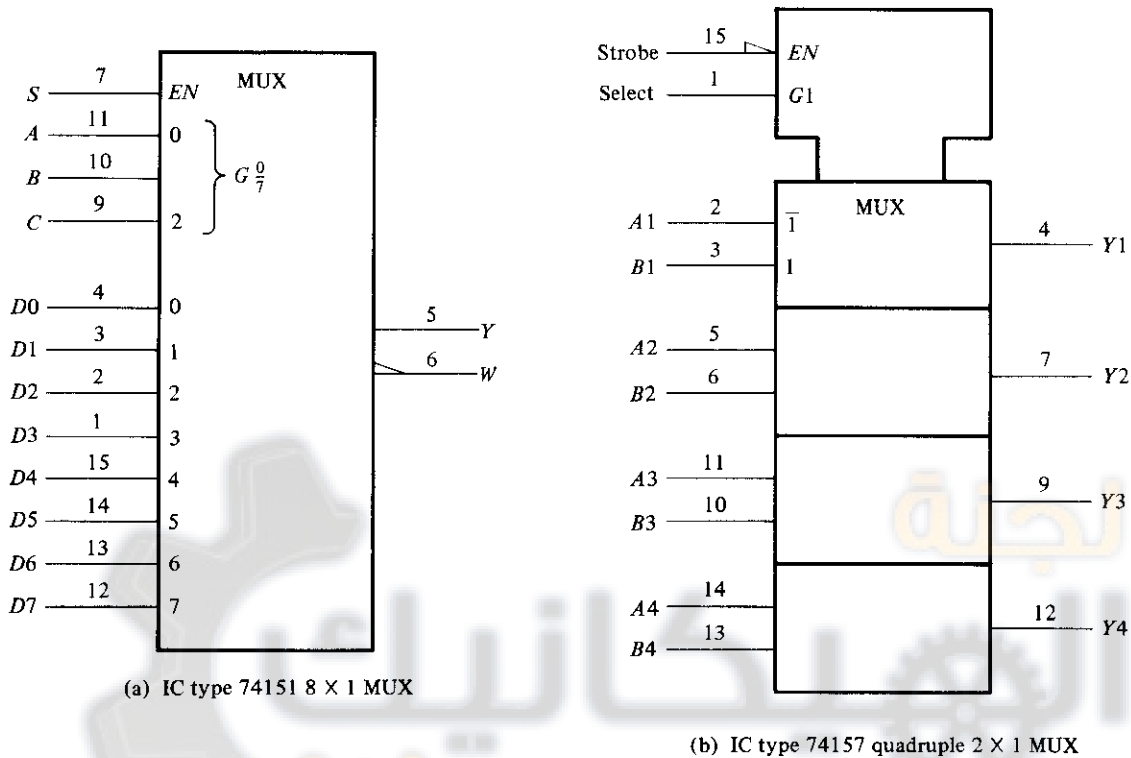 MUX
S 7 EN
A 11 0
B 10 G 0/7
C 9 2
D0 4 0
D1 3 1
D2 2 2
D3 1 3
D4 15 4
D5 14 5
D6 13 6
D7 12 7
5 Y
6 W
(a) IC type 74151 8 × 1 MUX
Strobe 15 EN
Select 1 G1
MUX
A1 2 1̅
B1 3 1
4 Y1
A2 5
B2 6
7 Y2
A3 11
B3 10
9 Y3
A4 14
B4 13
12 Y4
(b) IC type 74157 quadruple 2 × 1 MUX
نجنة
الميكانيك